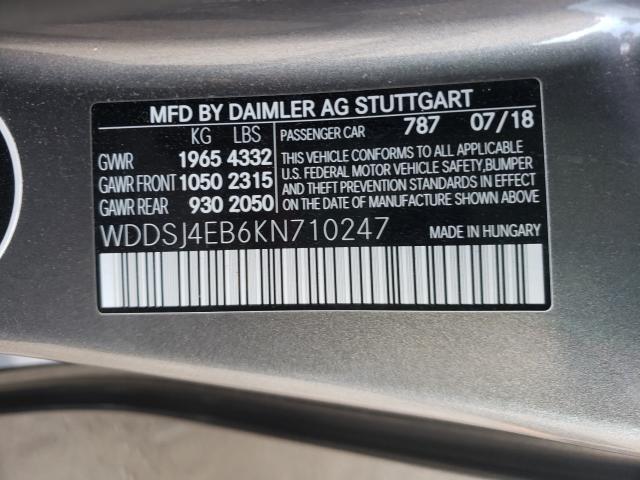 MFD BY DAIMLER AG STUTTGART
KG LBS
PASSENGER CAR 787 07/18
GVWR 1965 4332
GAWR FRONT 1050 2315
GAWR REAR 930 2050
THIS VEHICLE CONFORMS TO ALL APPLICABLE
U.S. FEDERAL MOTOR VEHICLE SAFETY, BUMPER
AND THEFT PREVENTION STANDARDS IN EFFECT
ON THE DATE OF MANUFACTURE SHOWN ABOVE.
WDDSJ4EB6KN710247
MADE IN HUNGARY